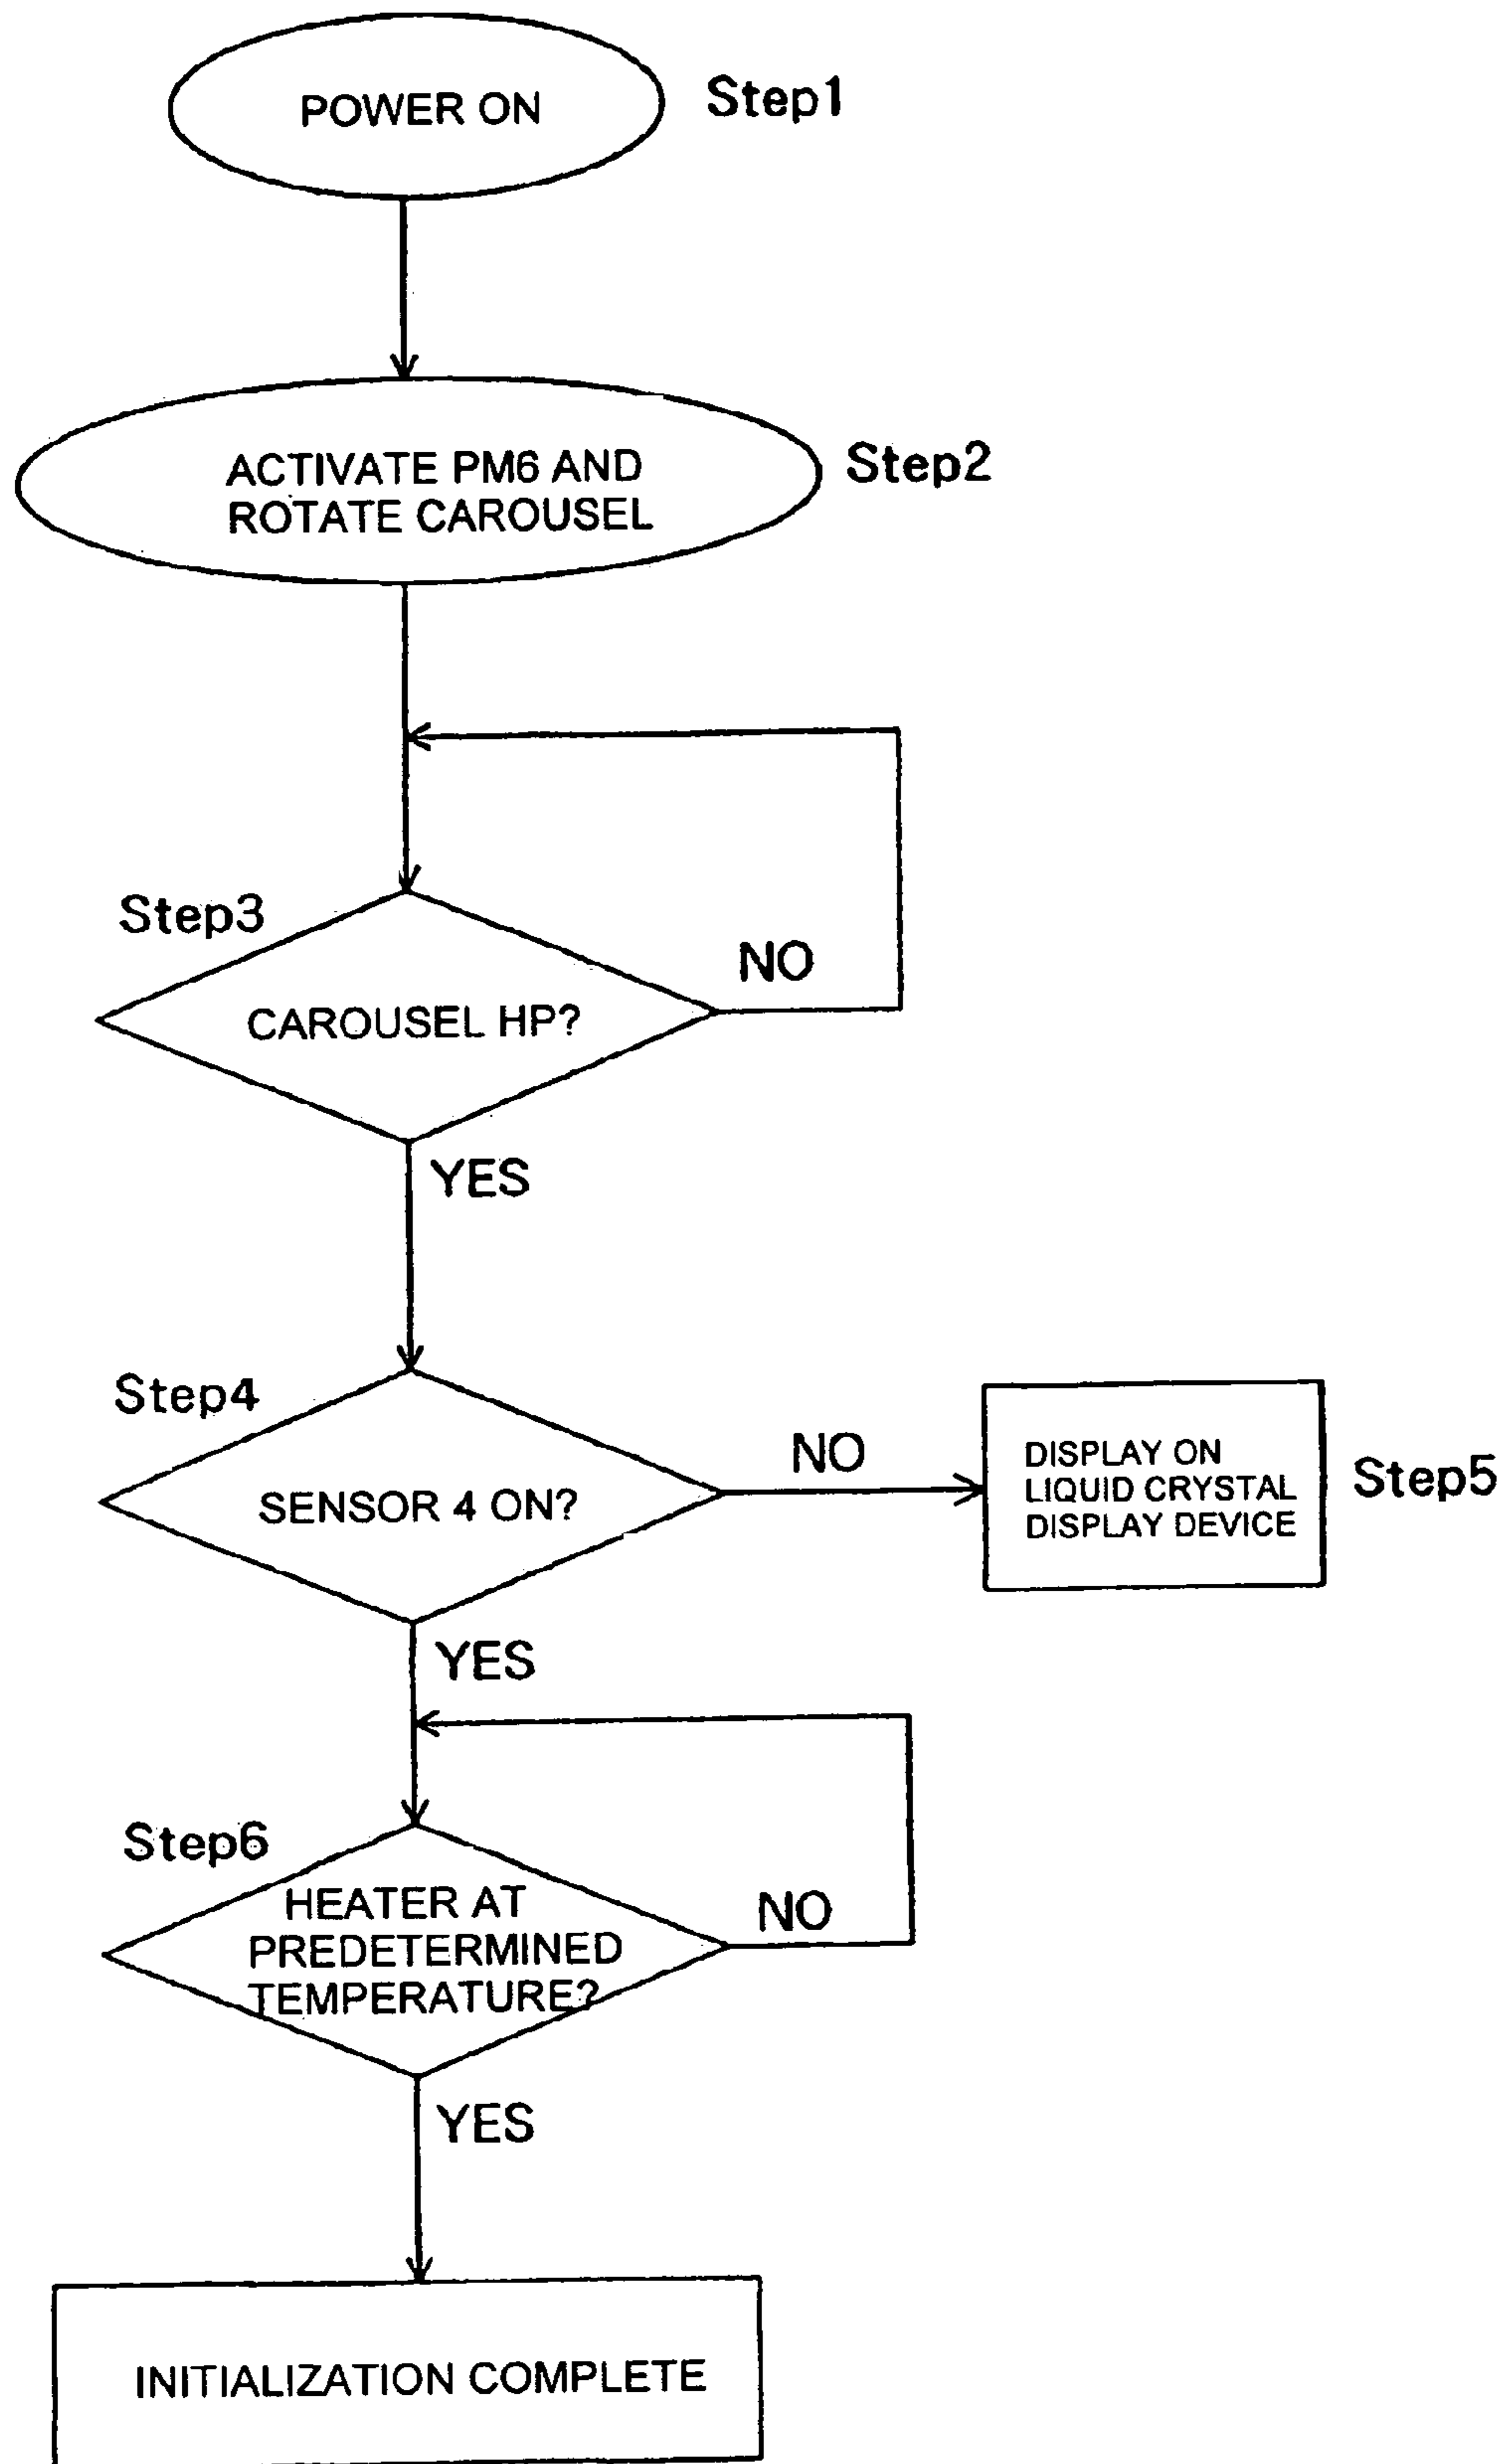 POWER ON
Step1
ACTIVATE PM6 AND
ROTATE CAROUSEL
Step2
Step3
CAROUSEL HP?
NO
YES
Step4
SENSOR 4 ON?
NO
DISPLAY ON
LIQUID CRYSTAL
DISPLAY DEVICE
Step5
YES
Step6
HEATER AT
PREDETERMINED
TEMPERATURE?
NO
YES
INITIALIZATION COMPLETE